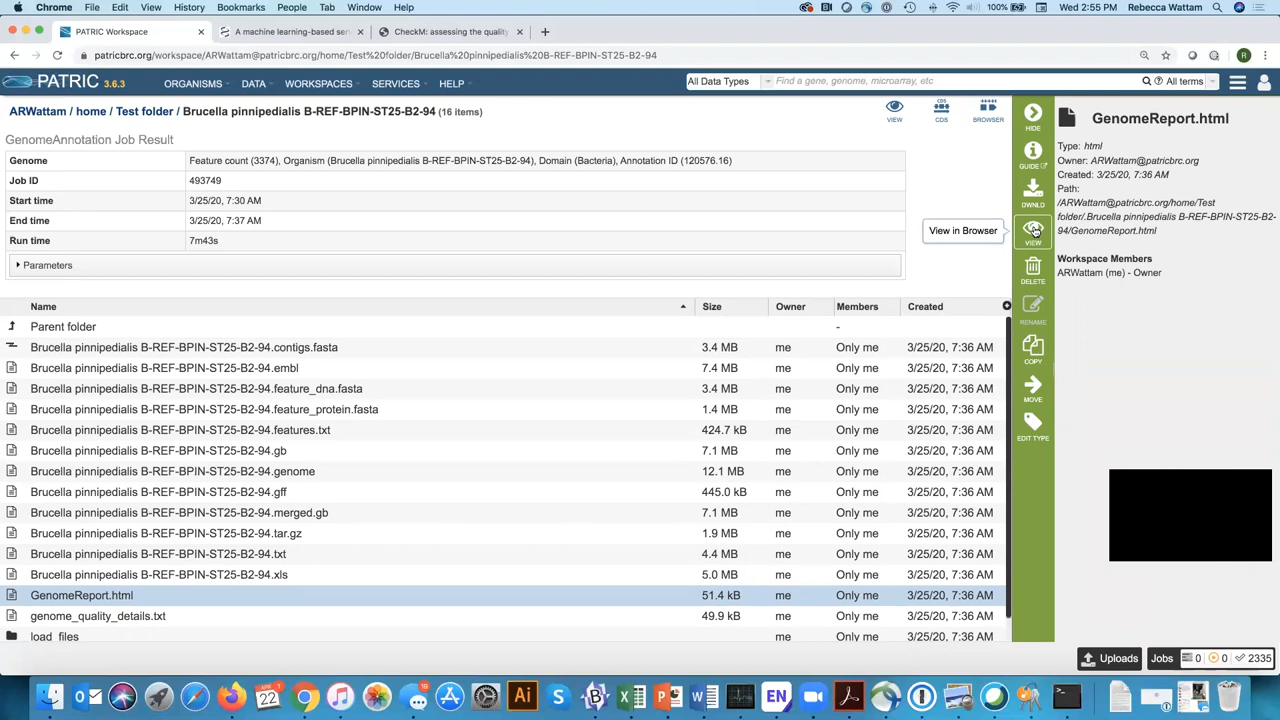 Chrome File Edit View History Bookmarks People Tab Window Help 100% Wed 2:55 PM Rebecca Wattam
PATRIC Workspace × A machine learning-based ser × CheckM: assessing the quality × +
patricbrc.org/workspace/ARWattam@patricbrc.org/home/Test%20folder/Brucella%20pinnipedialis%20B-REF-BPIN-ST25-B2-94 R
PATRIC 3.6.3 ORGANISMS DATA WORKSPACES SERVICES HELP All Data Types Find a gene, genome, microarray, etc All terms
ARWattam / home / Test folder / Brucella pinnipedialis B-REF-BPIN-ST25-B2-94 (16 items)
VIEW CDS CDS BROWSER
GenomeAnnotation Job Result
Genome Feature count (3374), Organism (Brucella pinnipedialis B-REF-BPIN-ST25-B2-94), Domain (Bacteria), Annotation ID (120576.16)
Job ID 493749
Start time 3/25/20, 7:30 AM
End time 3/25/20, 7:37 AM
Run time 7m43s
Parameters
Name Size Owner Members Created
Parent folder -
Brucella pinnipedialis B-REF-BPIN-ST25-B2-94.contigs.fasta 3.4 MB me Only me 3/25/20, 7:36 AM
Brucella pinnipedialis B-REF-BPIN-ST25-B2-94.embl 7.4 MB me Only me 3/25/20, 7:36 AM
Brucella pinnipedialis B-REF-BPIN-ST25-B2-94.feature_dna.fasta 3.4 MB me Only me 3/25/20, 7:36 AM
Brucella pinnipedialis B-REF-BPIN-ST25-B2-94.feature_protein.fasta 1.4 MB me Only me 3/25/20, 7:36 AM
Brucella pinnipedialis B-REF-BPIN-ST25-B2-94.features.txt 424.7 kB me Only me 3/25/20, 7:36 AM
Brucella pinnipedialis B-REF-BPIN-ST25-B2-94.gb 7.1 MB me Only me 3/25/20, 7:36 AM
Brucella pinnipedialis B-REF-BPIN-ST25-B2-94.genome 12.1 MB me Only me 3/25/20, 7:36 AM
Brucella pinnipedialis B-REF-BPIN-ST25-B2-94.gff 445.0 kB me Only me 3/25/20, 7:36 AM
Brucella pinnipedialis B-REF-BPIN-ST25-B2-94.merged.gb 7.1 MB me Only me 3/25/20, 7:36 AM
Brucella pinnipedialis B-REF-BPIN-ST25-B2-94.tar.gz 1.9 MB me Only me 3/25/20, 7:36 AM
Brucella pinnipedialis B-REF-BPIN-ST25-B2-94.txt 4.4 MB me Only me 3/25/20, 7:36 AM
Brucella pinnipedialis B-REF-BPIN-ST25-B2-94.xls 5.0 MB me Only me 3/25/20, 7:36 AM
GenomeReport.html 51.4 kB me Only me 3/25/20, 7:36 AM
genome_quality_details.txt 49.9 kB me Only me 3/25/20, 7:36 AM
load_files me Only me 3/25/20, 7:36 AM
View in Browser
HIDE
GUIDE
DWNLD
VIEW
DELETE
RENAME
COPY
MOVE
EDIT TYPE
GenomeReport.html
Type: html
Owner: ARWattam@patricbrc.org
Created: 3/25/20, 7:36 AM
Path:
/ARWattam@patricbrc.org/home/Test
folder/.Brucella pinnipedialis B-REF-BPIN-ST25-B2-
94/GenomeReport.html
Workspace Members
ARWattam (me) - Owner
Uploads Jobs 0 0 2335
Ai S W EN